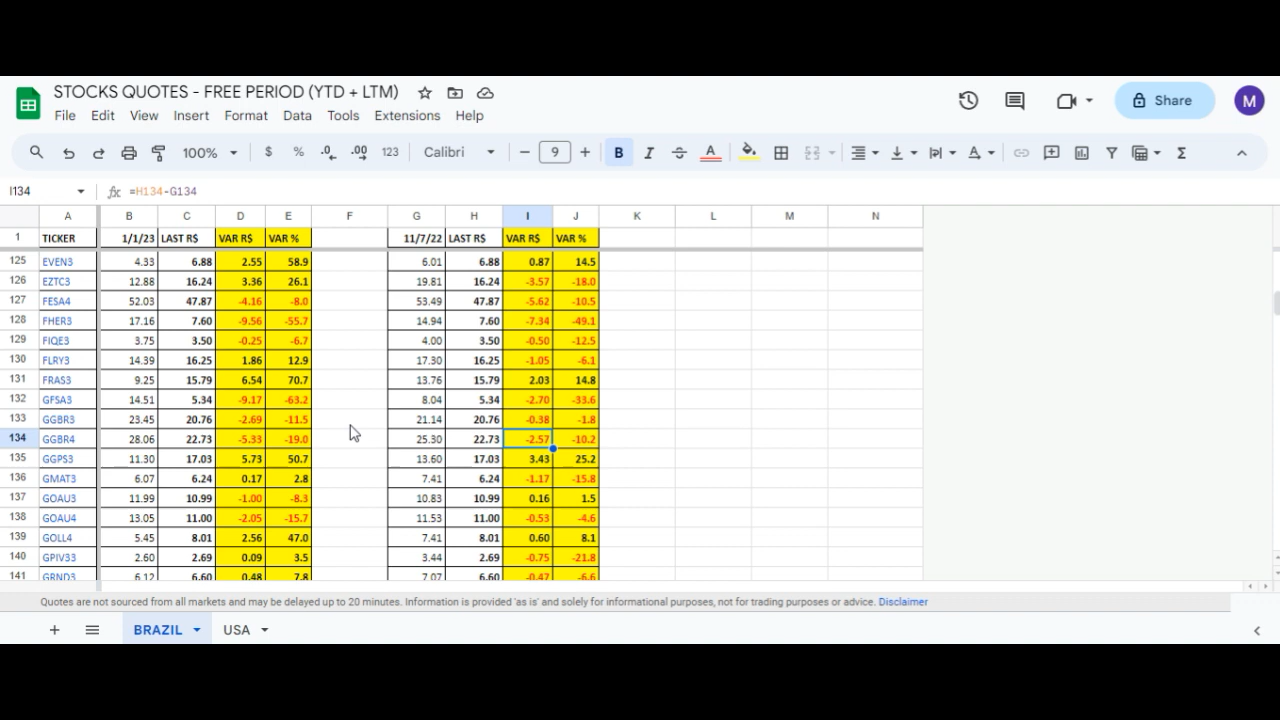 STOCKS QUOTES - FREE PERIOD (YTD + LTM)
File Edit View Insert Format Data Tools Extensions Help
Share M
100% $ % .0 .00 123 Calibri 9 B I A Σ
I134 fx =H134-G134
A B C D E F G H I J K L M N
1 TICKER 1/1/23 LAST R$ VAR R$ VAR % 11/7/22 LAST R$ VAR R$ VAR %
125 EVEN3 4.33 6.88 2.55 58.9 6.01 6.88 0.87 14.5
126 EZTC3 12.88 16.24 3.36 26.1 19.81 16.24 -3.57 -18.0
127 FESA4 52.03 47.87 -4.16 -8.0 53.49 47.87 -5.62 -10.5
128 FHER3 17.16 7.60 -9.56 -55.7 14.94 7.60 -7.34 -49.1
129 FIQE3 3.75 3.50 -0.25 -6.7 4.00 3.50 -0.50 -12.5
130 FLRY3 14.39 16.25 1.86 12.9 17.30 16.25 -1.05 -6.1
131 FRAS3 9.25 15.79 6.54 70.7 13.76 15.79 2.03 14.8
132 GFSA3 14.51 5.34 -9.17 -63.2 8.04 5.34 -2.70 -33.6
133 GGBR3 23.45 20.76 -2.69 -11.5 21.14 20.76 -0.38 -1.8
134 GGBR4 28.06 22.73 -5.33 -19.0 25.30 22.73 -2.57 -10.2
135 GGPS3 11.30 17.03 5.73 50.7 13.60 17.03 3.43 25.2
136 GMAT3 6.07 6.24 0.17 2.8 7.41 6.24 -1.17 -15.8
137 GOAU3 11.99 10.99 -1.00 -8.3 10.83 10.99 0.16 1.5
138 GOAU4 13.05 11.00 -2.05 -15.7 11.53 11.00 -0.53 -4.6
139 GOLL4 5.45 8.01 2.56 47.0 7.41 8.01 0.60 8.1
140 GPIV33 2.60 2.69 0.09 3.5 3.44 2.69 -0.75 -21.8
141 GRND3 6.12 6.60 0.48 7.8 7.07 6.60 -0.47 -6.6
Quotes are not sourced from all markets and may be delayed up to 20 minutes. Information is provided 'as is' and solely for informational purposes, not for trading purposes or advice. Disclaimer
BRAZIL USA